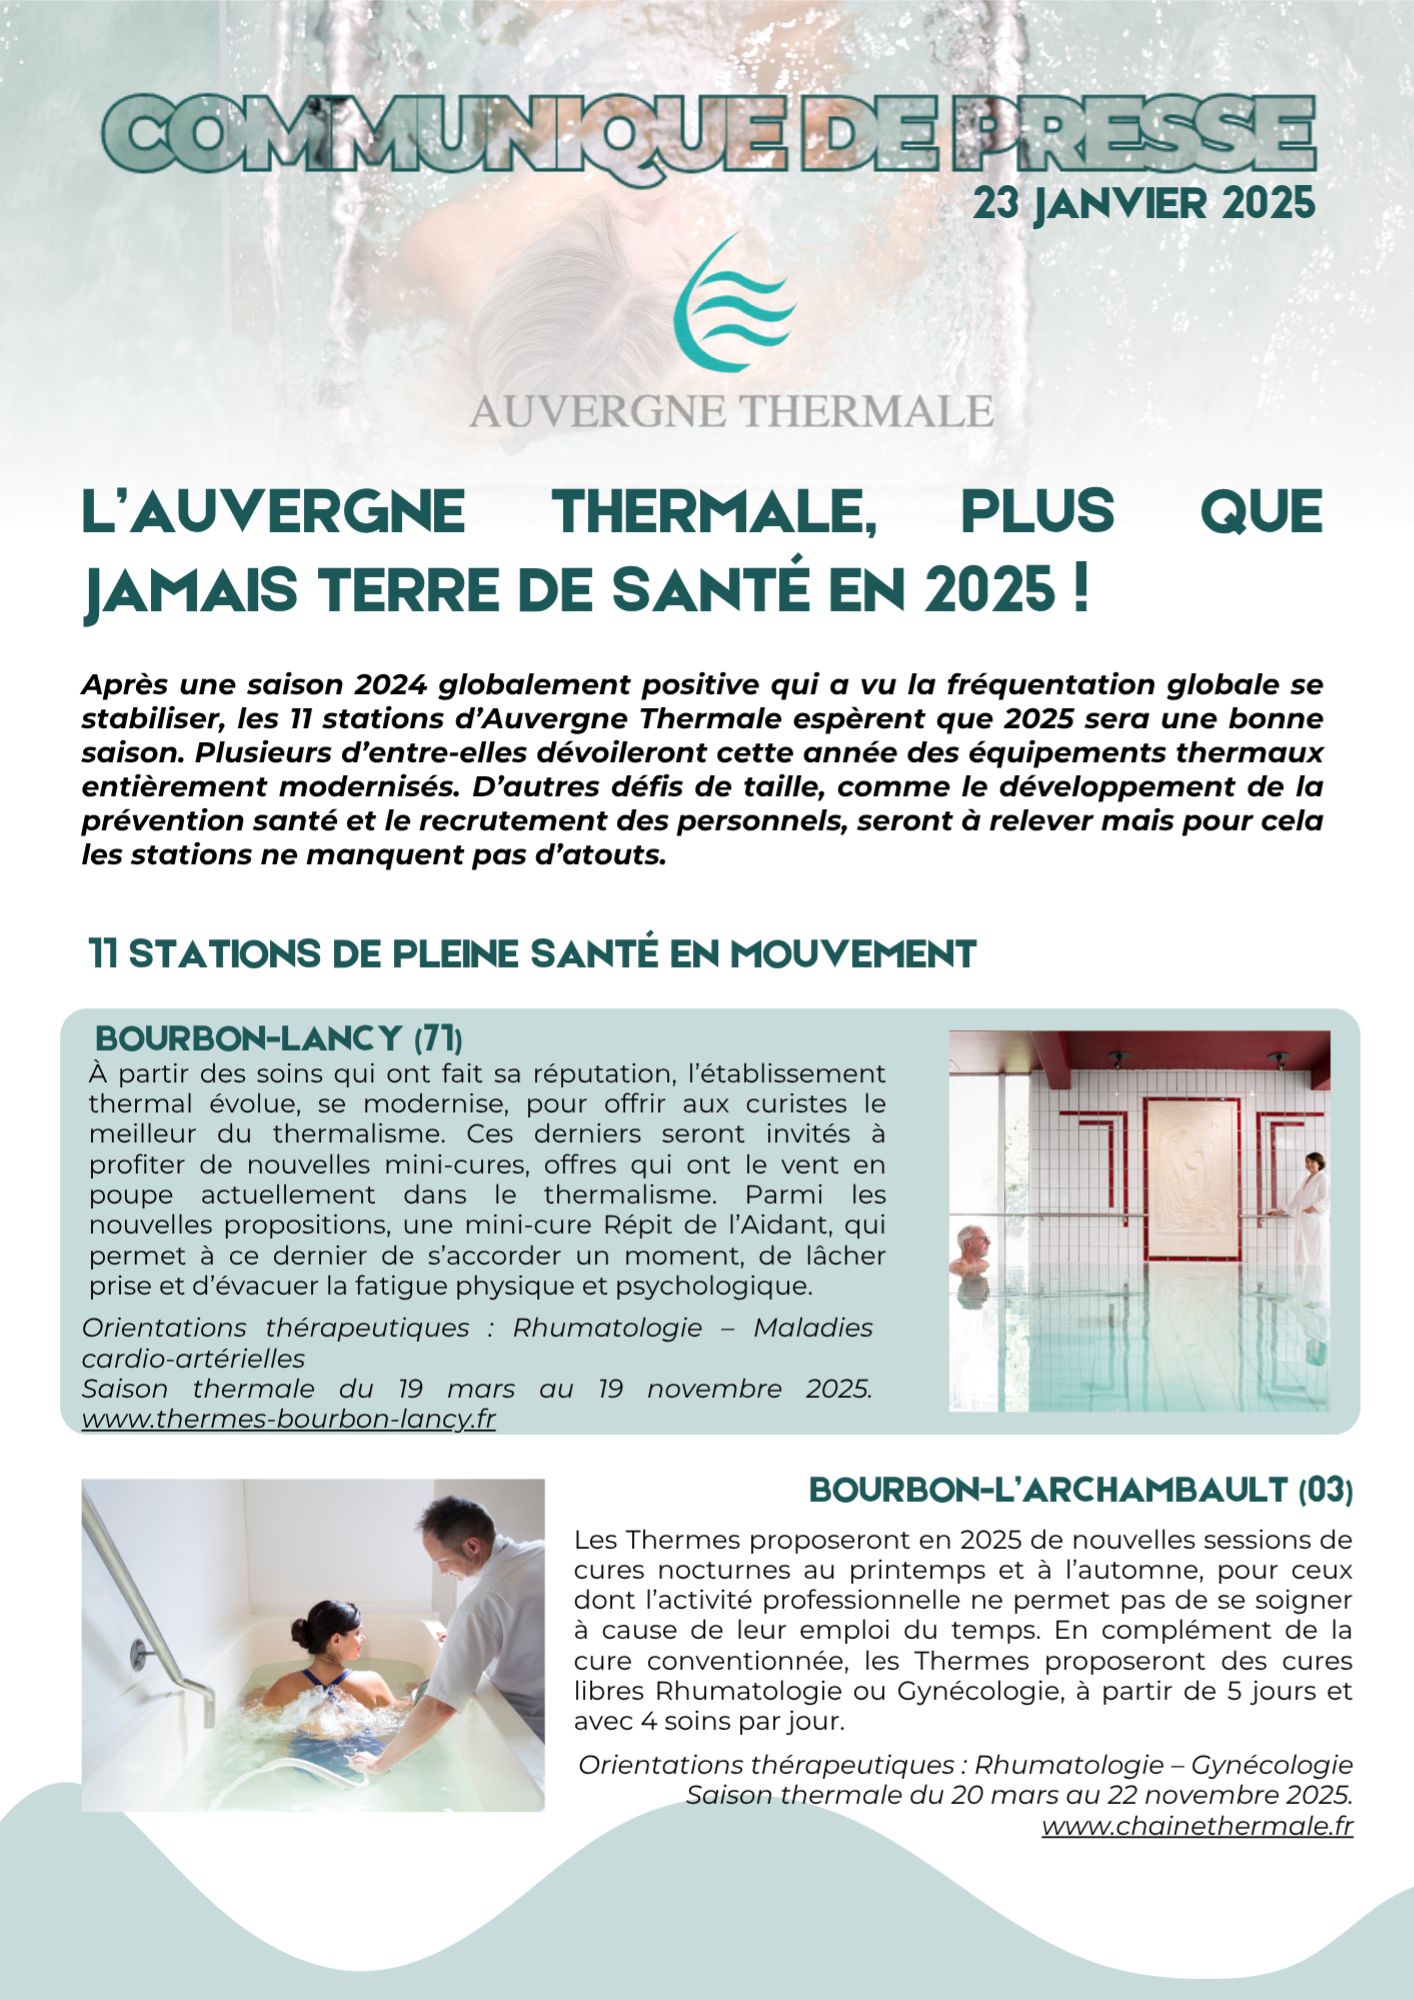 COMMUNIQUE DE PRESSE
23 JANVIER 2025
AUVERGNE THERMALE
L'AUVERGNE THERMALE, PLUS QUE
JAMAIS TERRE DE SANTÉ EN 2025 !
Après une saison 2024 globalement positive qui a vu la fréquentation globale se
stabiliser, les 11 stations d'Auvergne Thermale espèrent que 2025 sera une bonne
saison. Plusieurs d'entre-elles dévoileront cette année des équipements thermaux
entièrement modernisés. D'autres défis de taille, comme le développement de la
prévention santé et le recrutement des personnels, seront à relever mais pour cela
les stations ne manquent pas d'atouts.
11 STATIONS DE PLEINE SANTÉ EN MOUVEMENT
BOURBON-LANCY (71)
À partir des soins qui ont fait sa réputation, l'établissement
thermal évolue, se modernise, pour offrir aux curistes le
meilleur du thermalisme. Ces derniers seront invités à
profiter de nouvelles mini-cures, offres qui ont le vent en
poupe actuellement dans le thermalisme. Parmi les
nouvelles propositions, une mini-cure Répit de l'Aidant, qui
permet à ce dernier de s'accorder un moment, de lâcher
prise et d'évacuer la fatigue physique et psychologique.
Orientations thérapeutiques : Rhumatologie – Maladies
cardio-artérielles
Saison thermale du 19 mars au 19 novembre 2025.
www.thermes-bourbon-lancy.fr
BOURBON-L'ARCHAMBAULT (03)
Les Thermes proposeront en 2025 de nouvelles sessions de
cures nocturnes au printemps et à l'automne, pour ceux
dont l'activité professionnelle ne permet pas de se soigner
à cause de leur emploi du temps. En complément de la
cure conventionnée, les Thermes proposeront des cures
libres Rhumatologie ou Gynécologie, à partir de 5 jours et
avec 4 soins par jour.
Orientations thérapeutiques : Rhumatologie – Gynécologie
Saison thermale du 20 mars au 22 novembre 2025.
www.chainethermale.fr